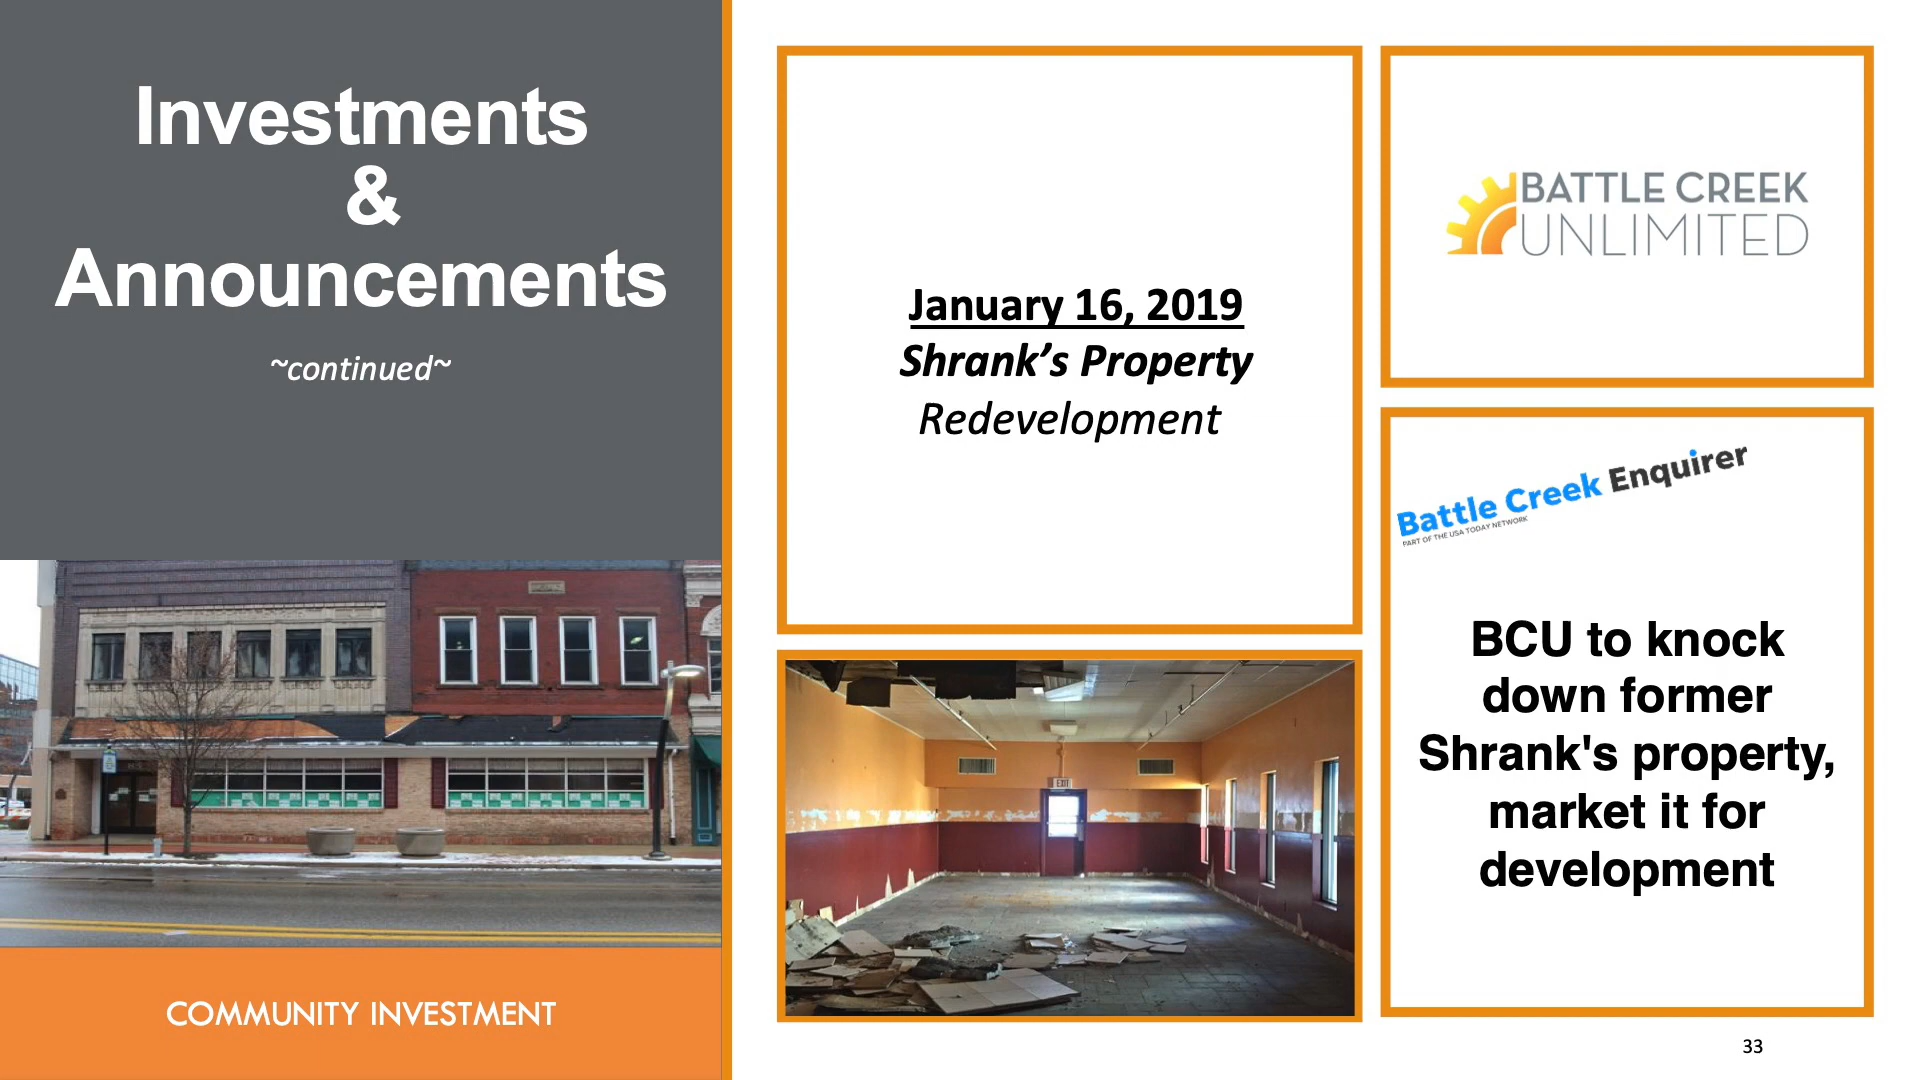 Investments
&
Announcements
~continued~
COMMUNITY INVESTMENT
January 16, 2019
Shrank’s Property
Redevelopment
EXIT
BATTLE CREEK
UNLIMITED
Battle Creek Enquirer
PART OF THE USA TODAY NETWORK
BCU to knock
down former
Shrank's property,
market it for
development
33